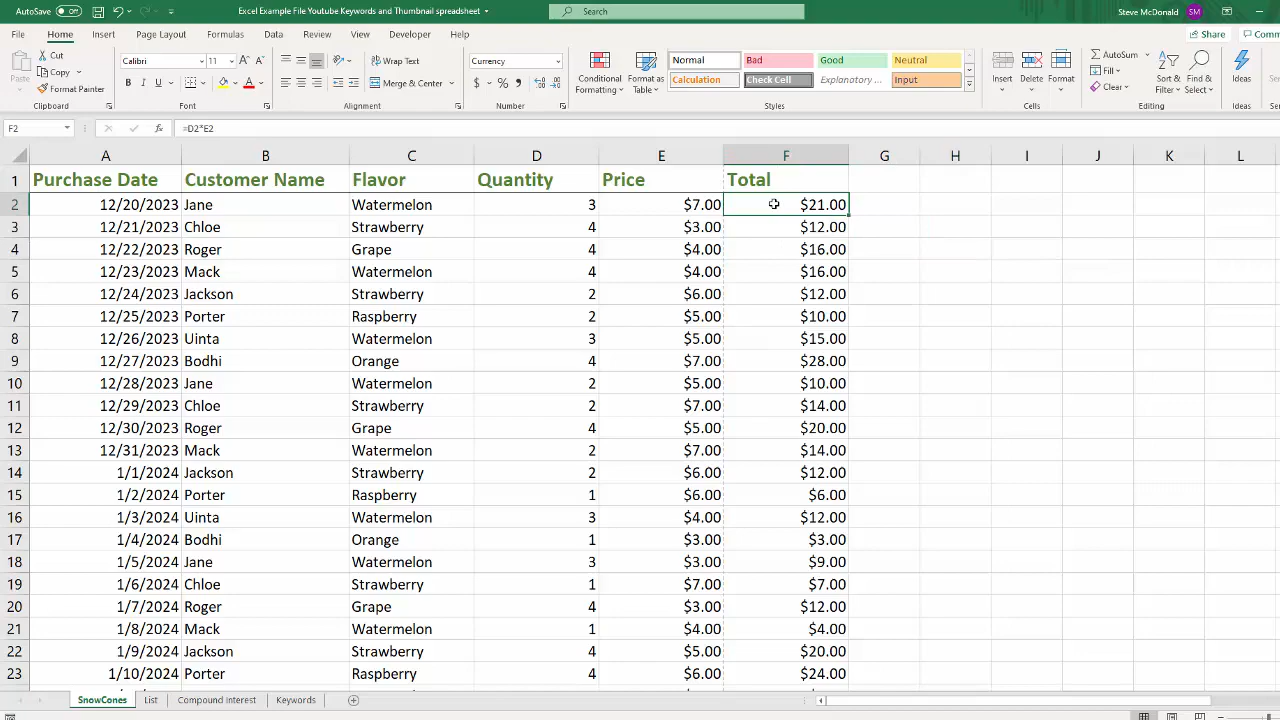 AutoSave Off
Excel Example File Youtube Keywords and Thumbnail spreadsheet
Search
Steve McDonald SM
File Home Insert Page Layout Formulas Data Review View Developer Help Share Comm
Paste
Cut
Copy
Format Painter
Clipboard
Calibri 11
B I U
Font
Wrap Text
Merge & Center
Alignment
Currency
$ % ,
Number
Conditional Formatting
Format as Table
Normal Bad Good Neutral
Calculation Check Cell Explanatory ... Input
Styles
Insert Delete Format
Cells
AutoSum
Fill
Clear
Sort & Filter
Find & Select
Editing
Ideas
Ideas
F2 fx =D2*E2
A B C D E F G H I J K L
1 Purchase Date Customer Name Flavor Quantity Price Total
2 12/20/2023 Jane Watermelon 3 $7.00 $21.00
3 12/21/2023 Chloe Strawberry 4 $3.00 $12.00
4 12/22/2023 Roger Grape 4 $4.00 $16.00
5 12/23/2023 Mack Watermelon 4 $4.00 $16.00
6 12/24/2023 Jackson Strawberry 2 $6.00 $12.00
7 12/25/2023 Porter Raspberry 2 $5.00 $10.00
8 12/26/2023 Uinta Watermelon 3 $5.00 $15.00
9 12/27/2023 Bodhi Orange 4 $7.00 $28.00
10 12/28/2023 Jane Watermelon 2 $5.00 $10.00
11 12/29/2023 Chloe Strawberry 2 $7.00 $14.00
12 12/30/2023 Roger Grape 4 $5.00 $20.00
13 12/31/2023 Mack Watermelon 2 $7.00 $14.00
14 1/1/2024 Jackson Strawberry 2 $6.00 $12.00
15 1/2/2024 Porter Raspberry 1 $6.00 $6.00
16 1/3/2024 Uinta Watermelon 3 $4.00 $12.00
17 1/4/2024 Bodhi Orange 1 $3.00 $3.00
18 1/5/2024 Jane Watermelon 3 $3.00 $9.00
19 1/6/2024 Chloe Strawberry 1 $7.00 $7.00
20 1/7/2024 Roger Grape 4 $3.00 $12.00
21 1/8/2024 Mack Watermelon 1 $4.00 $4.00
22 1/9/2024 Jackson Strawberry 4 $5.00 $20.00
23 1/10/2024 Porter Raspberry 4 $6.00 $24.00
SnowCones List Compound interest Keywords